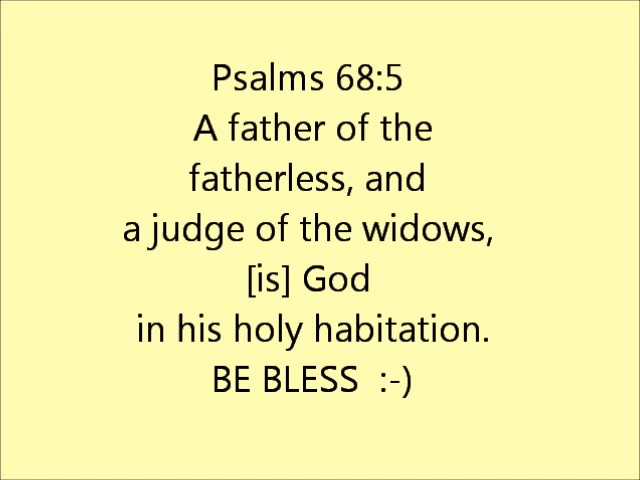 Psalms 68:5
A father of the
fatherless, and
a judge of the widows,
[is] God
in his holy habitation.
BE BLESS  :-)